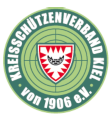 KREISSCHÜTZENVERBAND KIEL
von 1906 e.V.